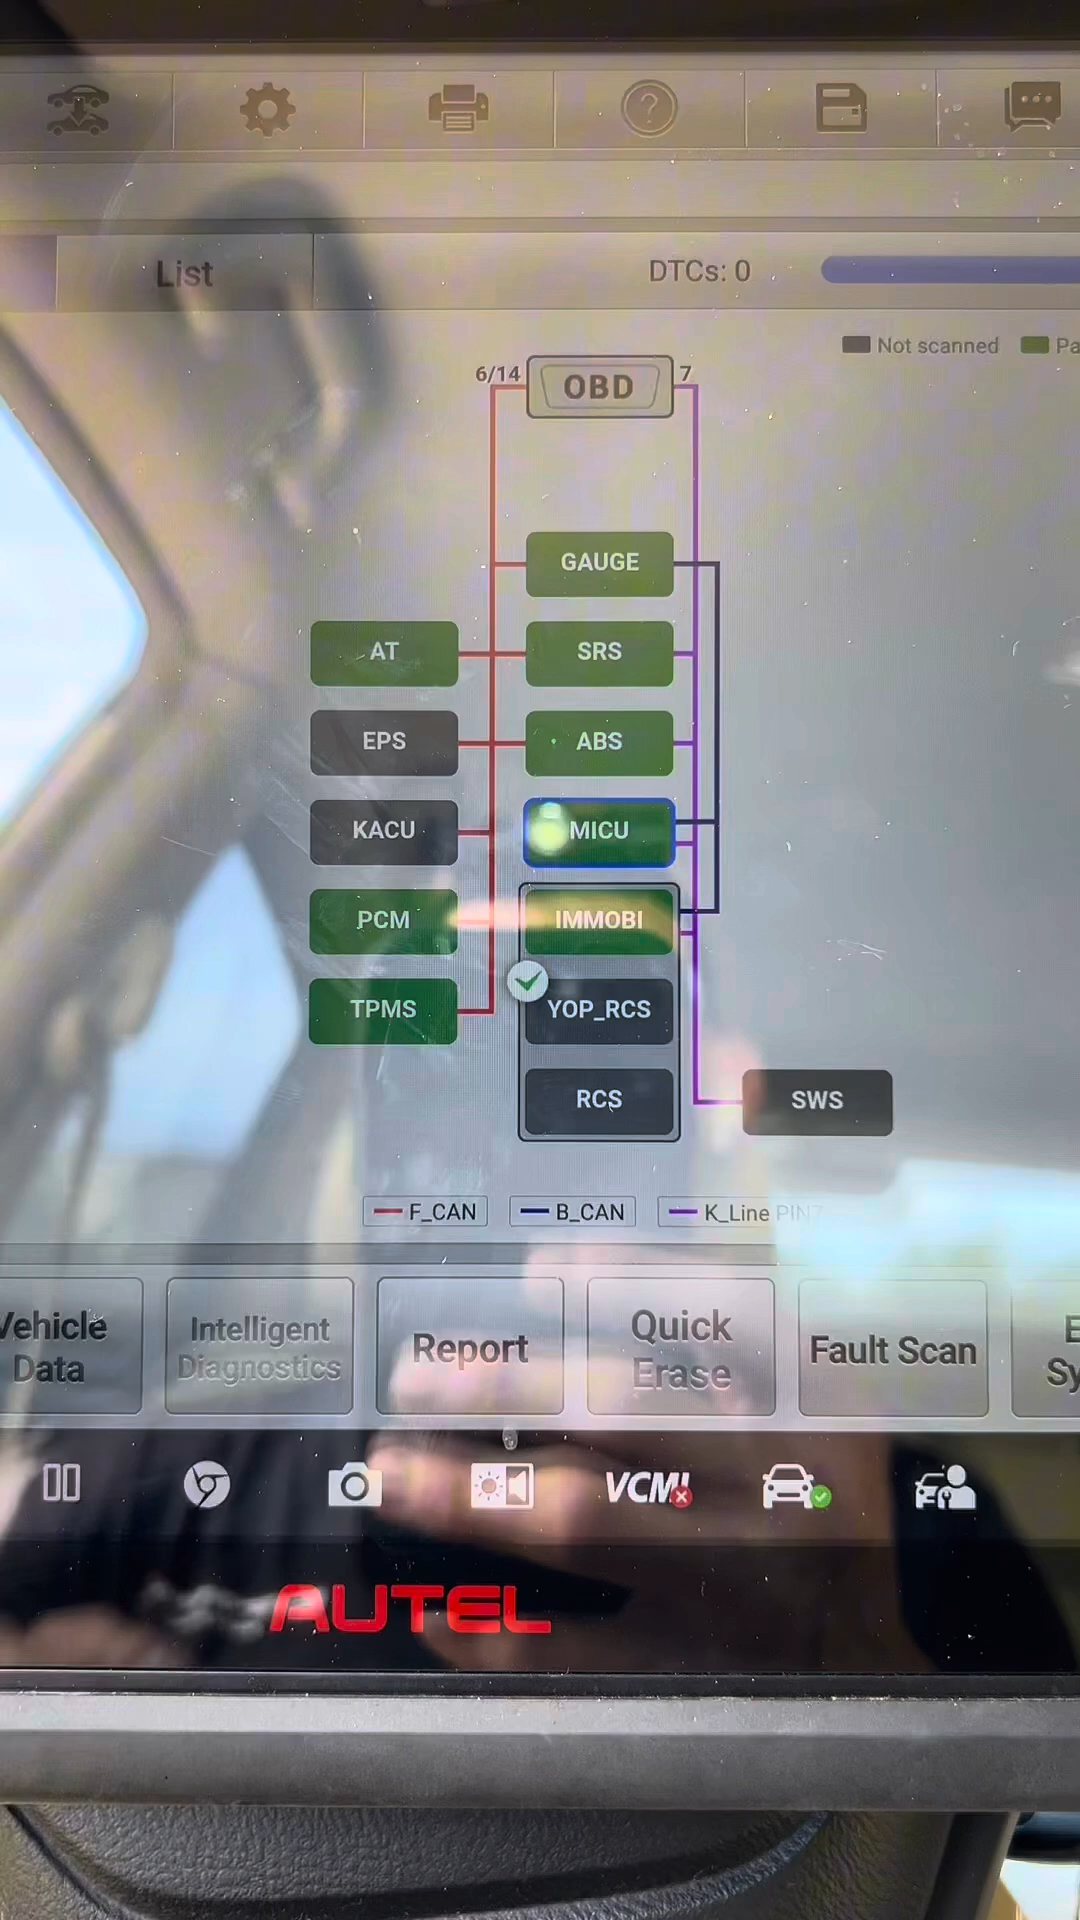 List
DTCs: 0
Not scanned
6/14
OBD
7
GAUGE
AT
SRS
EPS
ABS
KACU
MICU
PCM
IMMOBI
TPMS
YOP_RCS
RCS
SWS
F_CAN
B_CAN
K_Line PIN7
Vehicle
Data
Intelligent
Diagnostics
Report
Quick
Erase
Fault Scan
VCMI
AUTEL